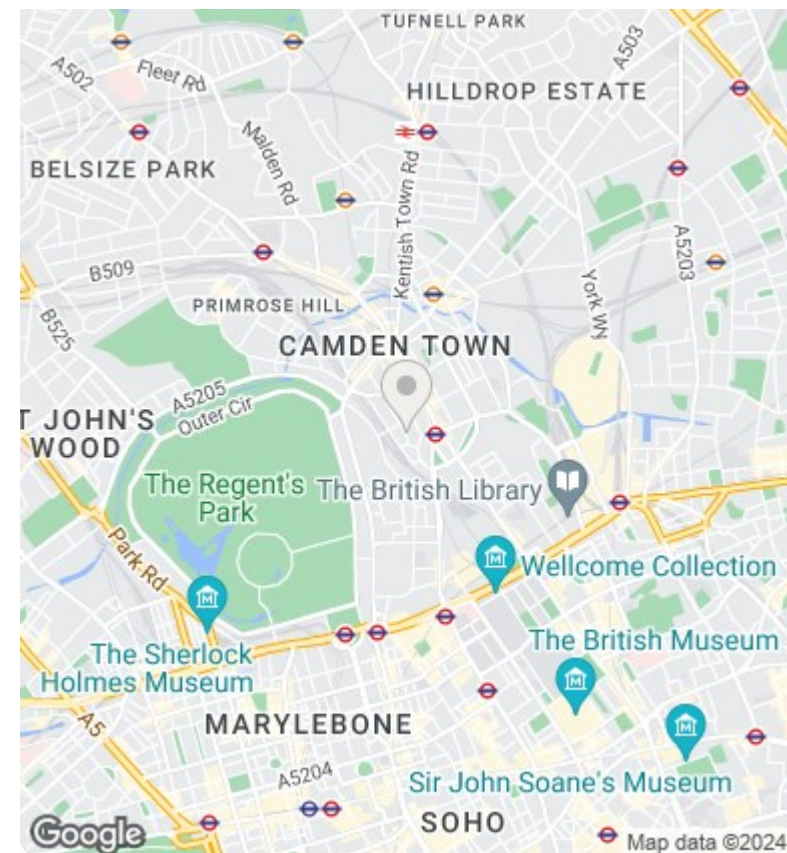 TUFNELL PARK
A503
A502
Fleet Rd
HILLDROP ESTATE
Malden Rd
BELSIZE PARK
Kentish Town Rd
A5203
B509
York Wy
PRIMROSE HILL
B525
CAMDEN TOWN
A5205
Outer Cir
T JOHN'S
WOOD
The Regent's
Park
The British Library
Park Rd
Wellcome Collection
The Sherlock
Holmes Museum
The British Museum
A5
MARYLEBONE
A5204
Sir John Soane's Museum
SOHO
Google
Map data ©2024